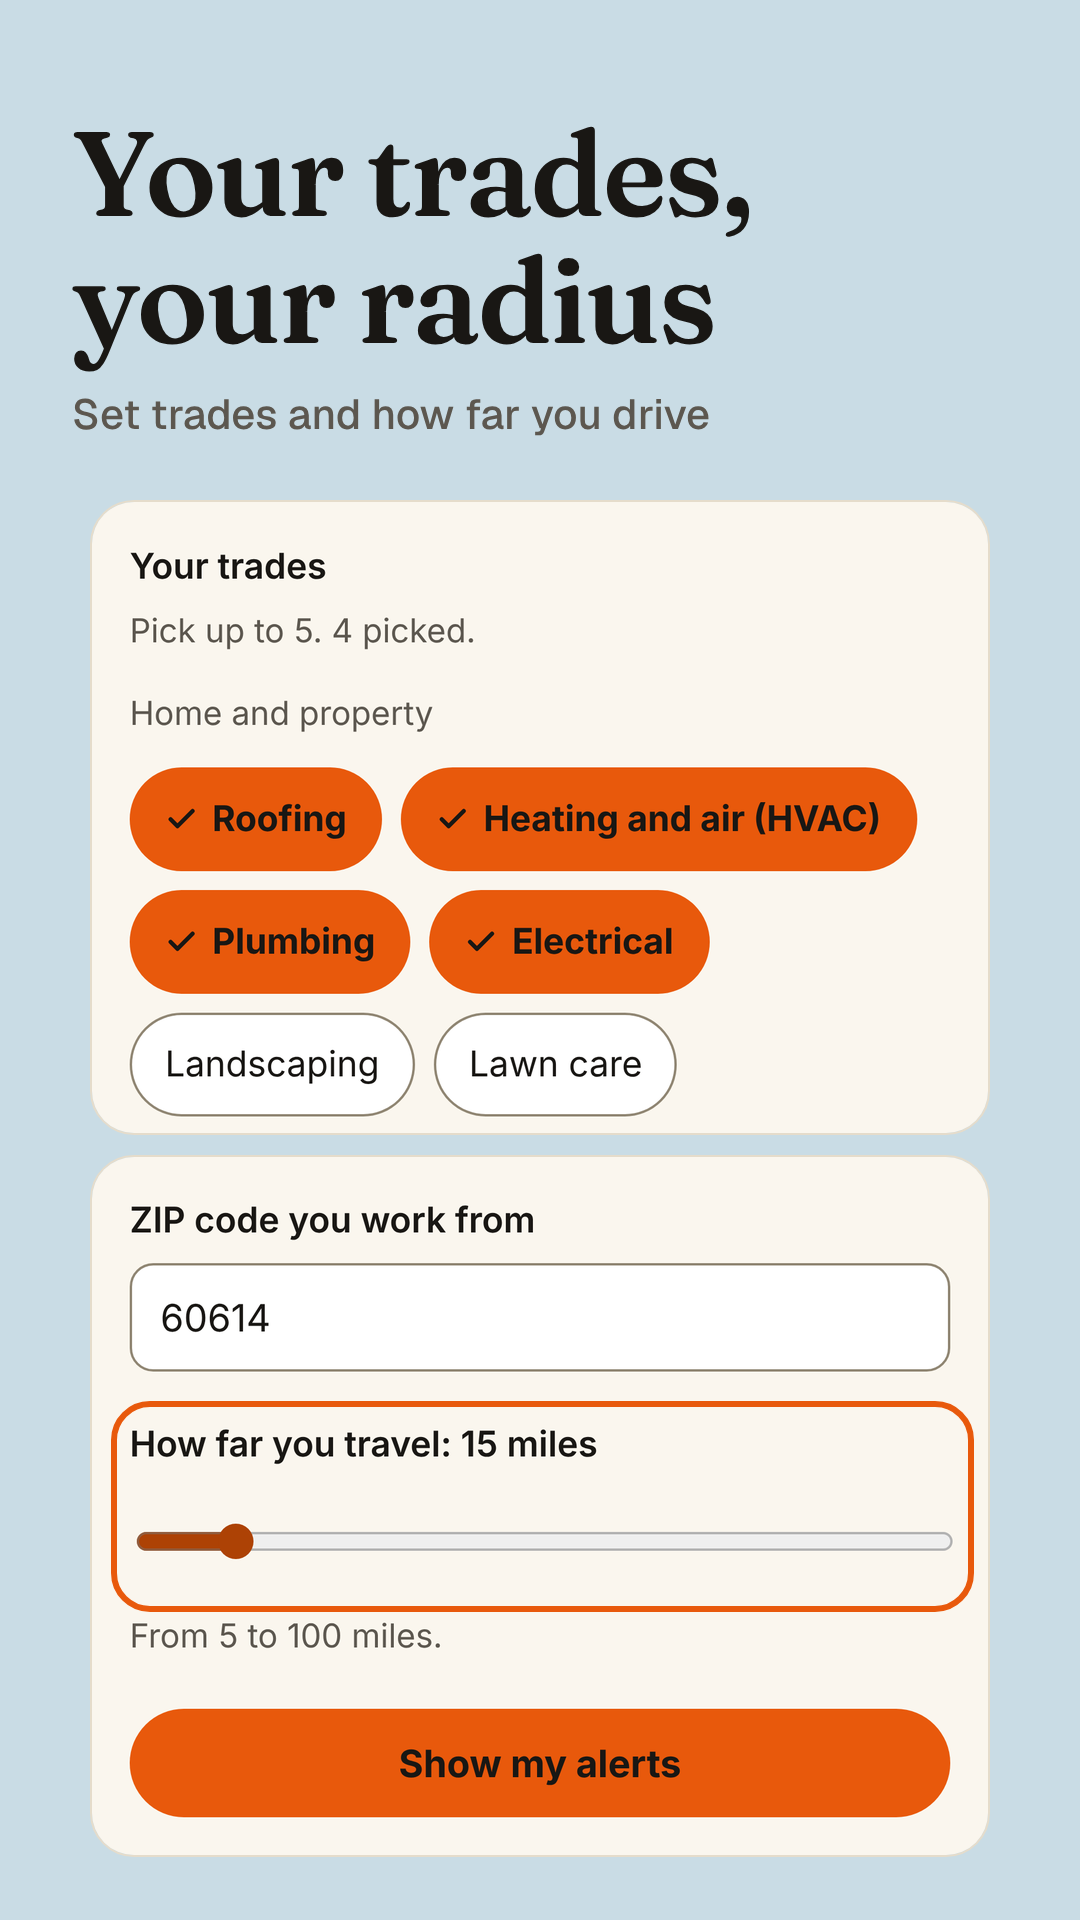 Your trades,
your radius
Set trades and how far you drive
Your trades
Pick up to 5. 4 picked.
Home and property
Roofing
Heating and air (HVAC)
Plumbing
Electrical
Landscaping
Lawn care
ZIP code you work from
60614
How far you travel: 15 miles
From 5 to 100 miles.
Show my alerts